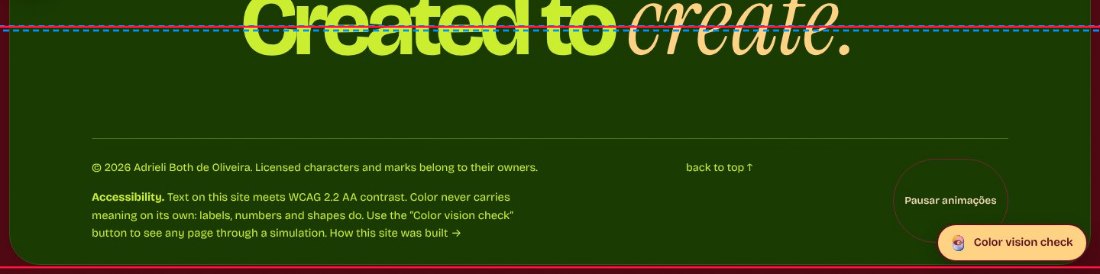 Created to create.
© 2026 Adrieli Both de Oliveira. Licensed characters and marks belong to their owners.
back to top ↑
Accessibility. Text on this site meets WCAG 2.2 AA contrast. Color never carries
meaning on its own: labels, numbers and shapes do. Use the “Color vision check”
button to see any page through a simulation. How this site was built →
Pausar animações
Color vision check